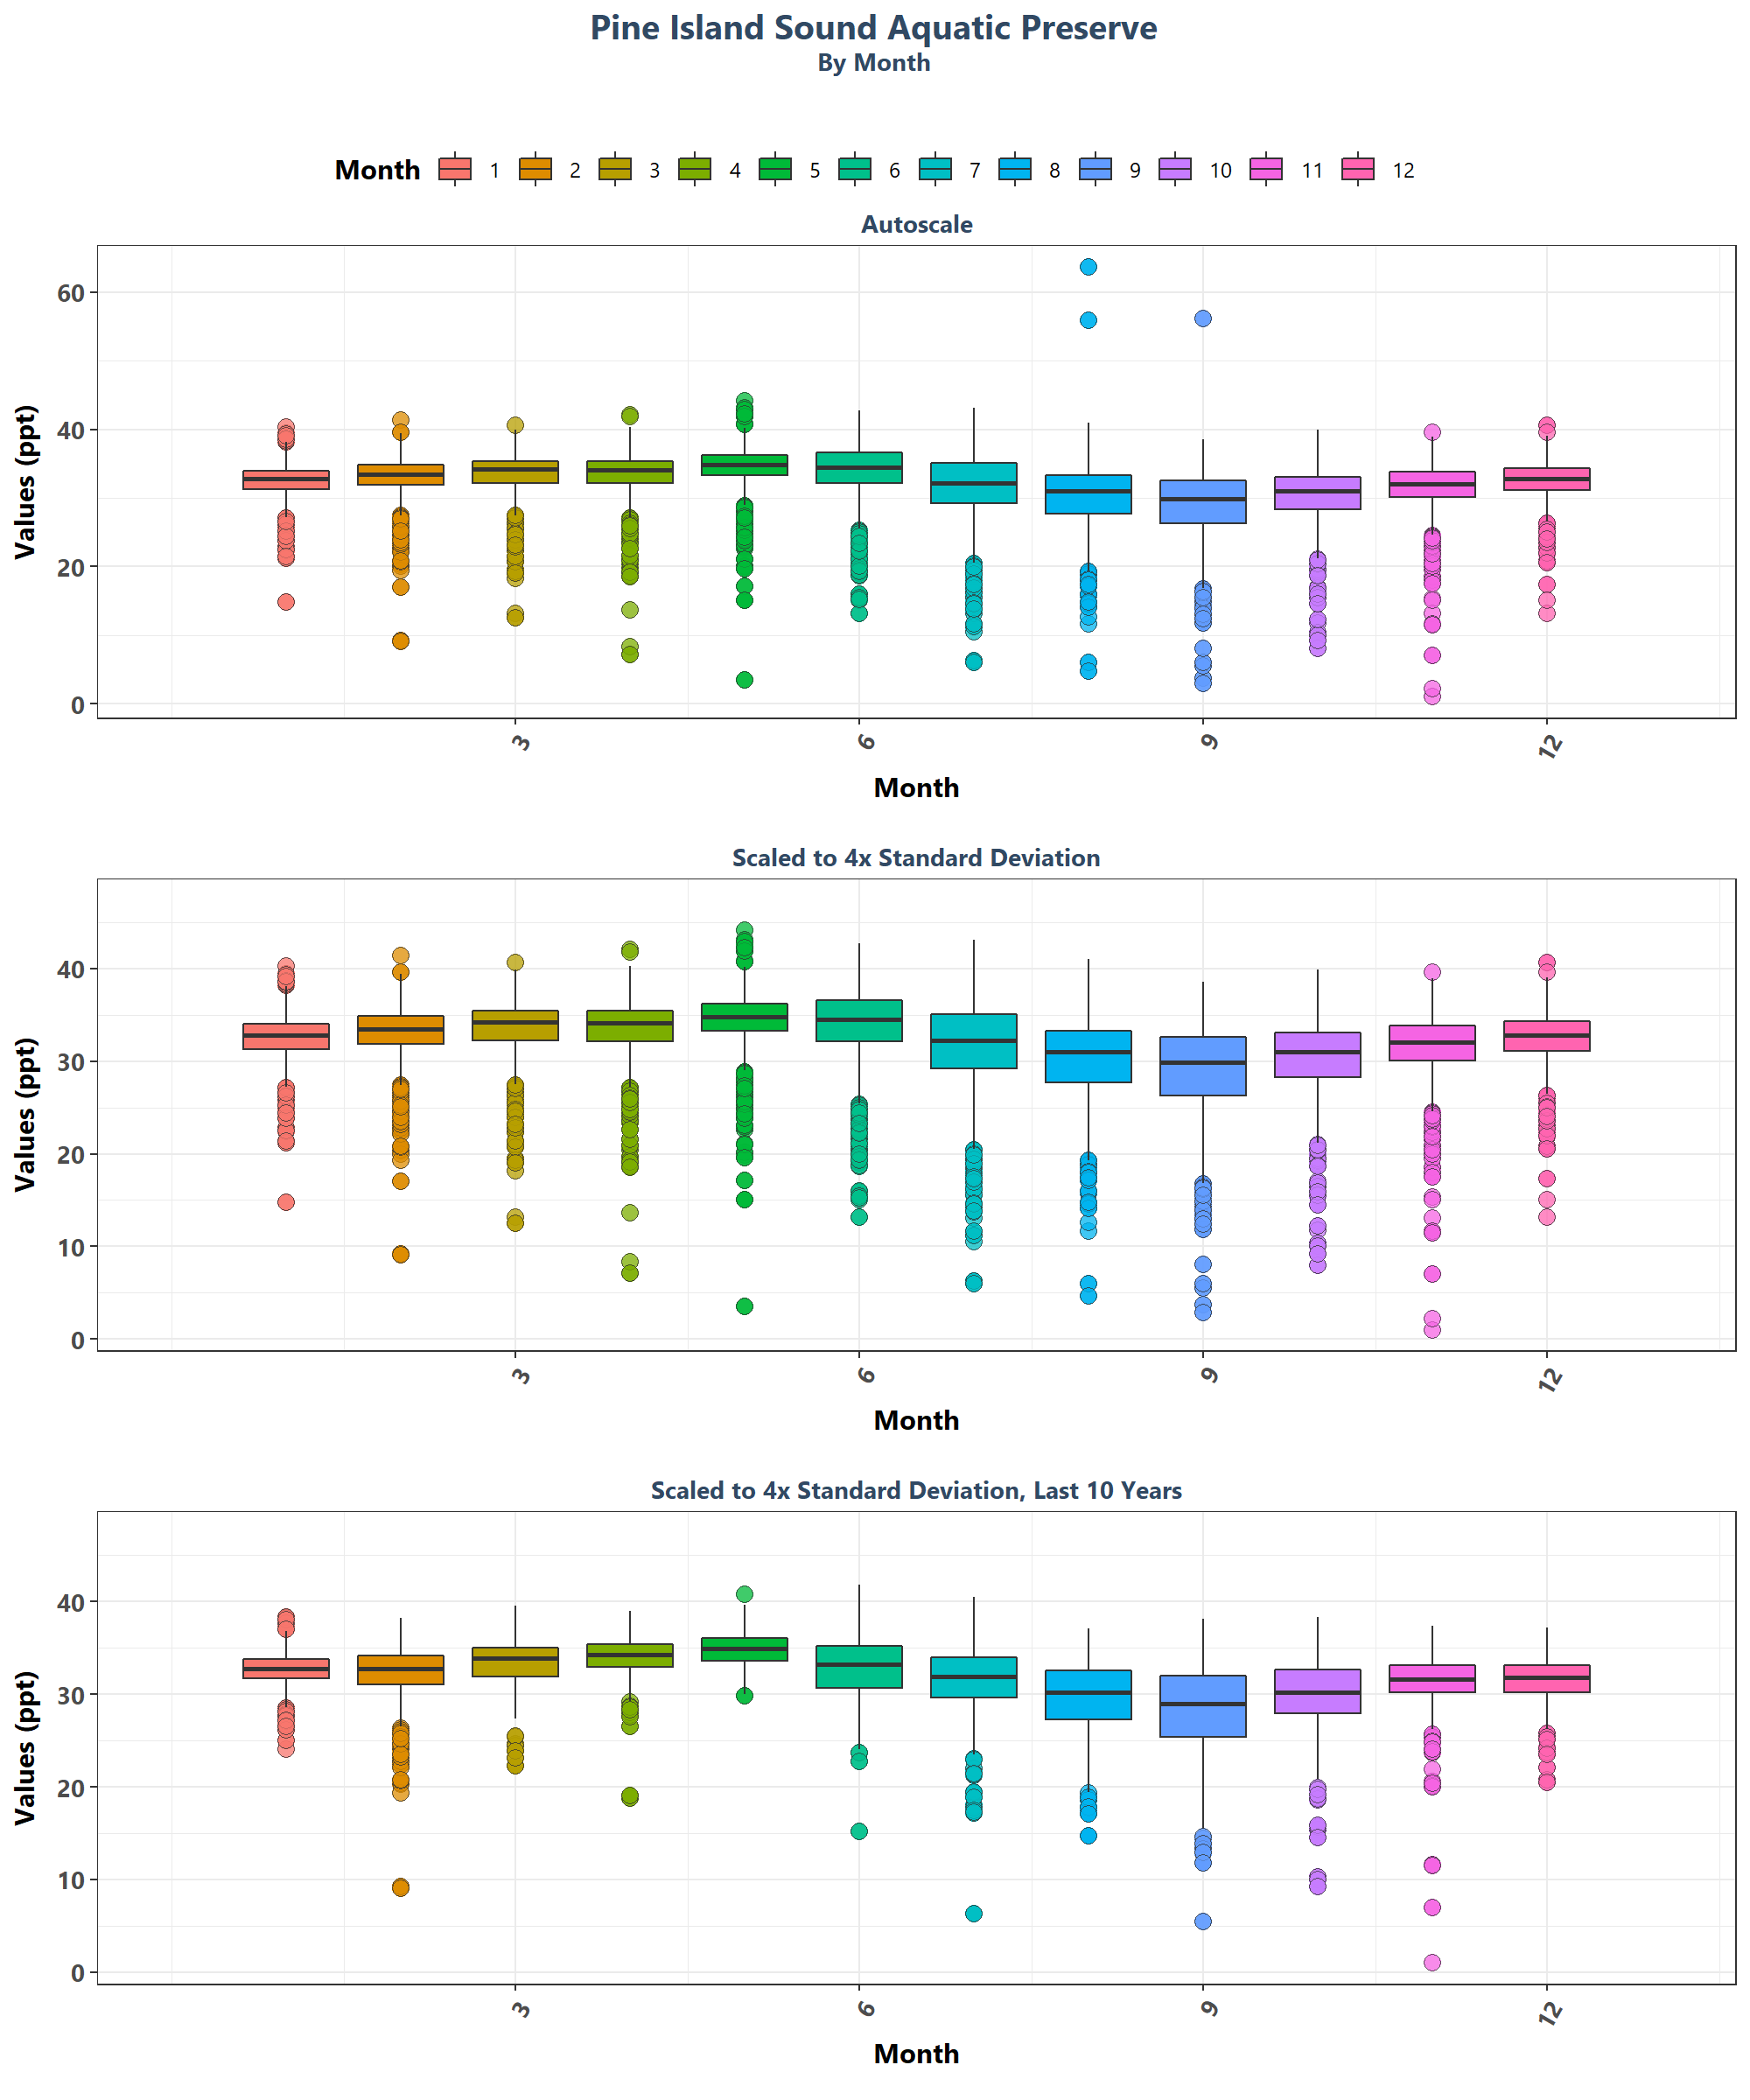 Pine Island Sound Aquatic Preserve
By Month
Month 1 2 3 4 5 6 7 8 9 10 11 12
Autoscale
Values (ppt)
60
40
20
0
3 6 9 12
Month
Scaled to 4x Standard Deviation
Values (ppt)
40
30
20
10
0
3 6 9 12
Month
Scaled to 4x Standard Deviation, Last 10 Years
Values (ppt)
40
30
20
10
0
3 6 9 12
Month